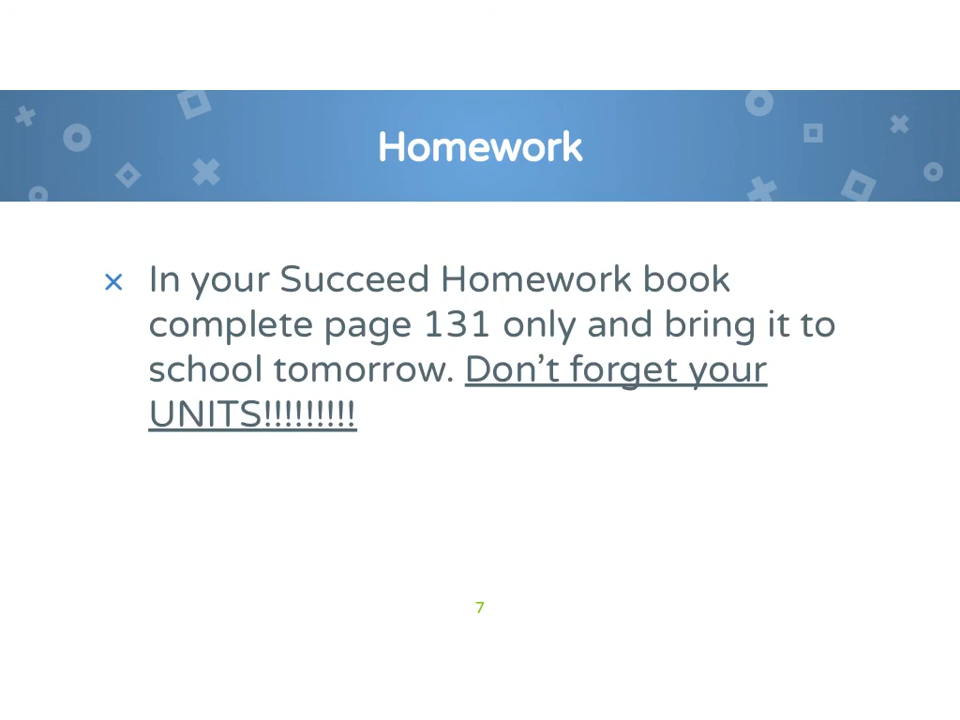 Homework
× In your Succeed Homework book
complete page 131 only and bring it to
school tomorrow. Don’t forget your
UNITS!!!!!!!!!
7